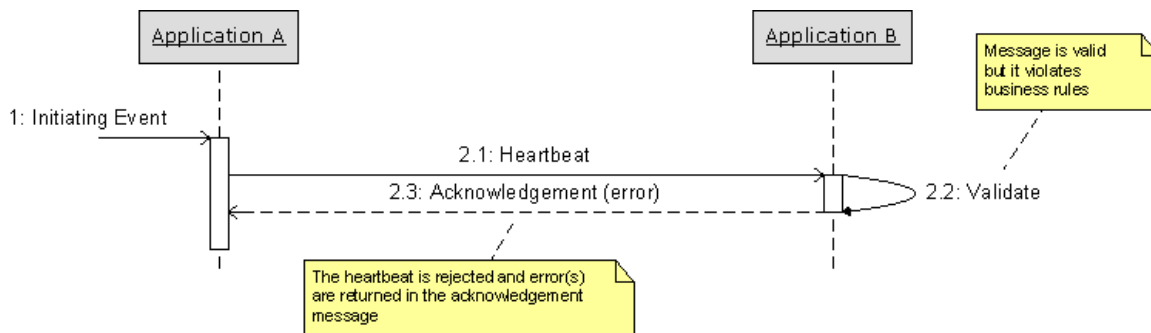 Application A
Application B
Message is valid
but it violates
business rules
1: Initiating Event
2.1: Heartbeat
2.3: Acknowledgement (error)
2.2: Validate
The heartbeat is rejected and error(s)
are returned in the acknowledgement
message